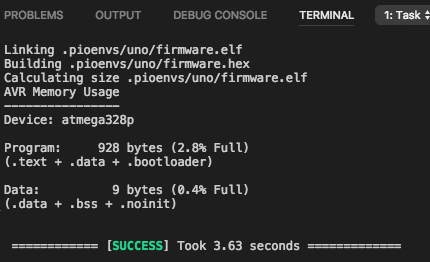 PROBLEMS OUTPUT DEBUG CONSOLE TERMINAL 1: Task
Linking .pioenvs/uno/firmware.elf
Building .pioenvs/uno/firmware.hex
Calculating size .pioenvs/uno/firmware.elf
AVR Memory Usage
----------------
Device: atmega328p
Program:     928 bytes (2.8% Full)
(.text + .data + .bootloader)
Data:          9 bytes (0.4% Full)
(.data + .bss + .noinit)
============ [SUCCESS] Took 3.63 seconds =============